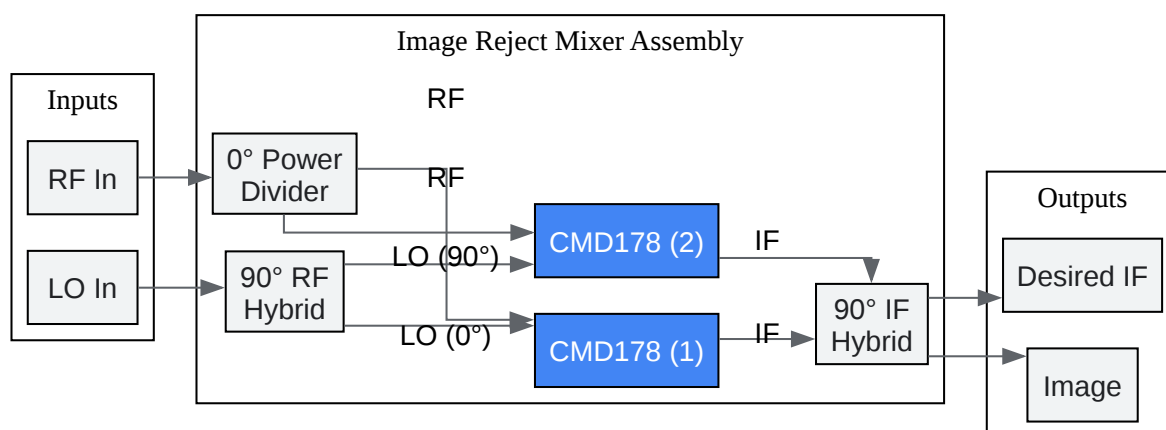 Image Reject Mixer Assembly
Inputs
RF
RF In
0° Power
Divider
RF
Outputs
CMD178 (2)
IF
LO (90°)
LO In
90° RF
Hybrid
Desired IF
90° IF
Hybrid
LO (0°)
CMD178 (1)
IF
Image